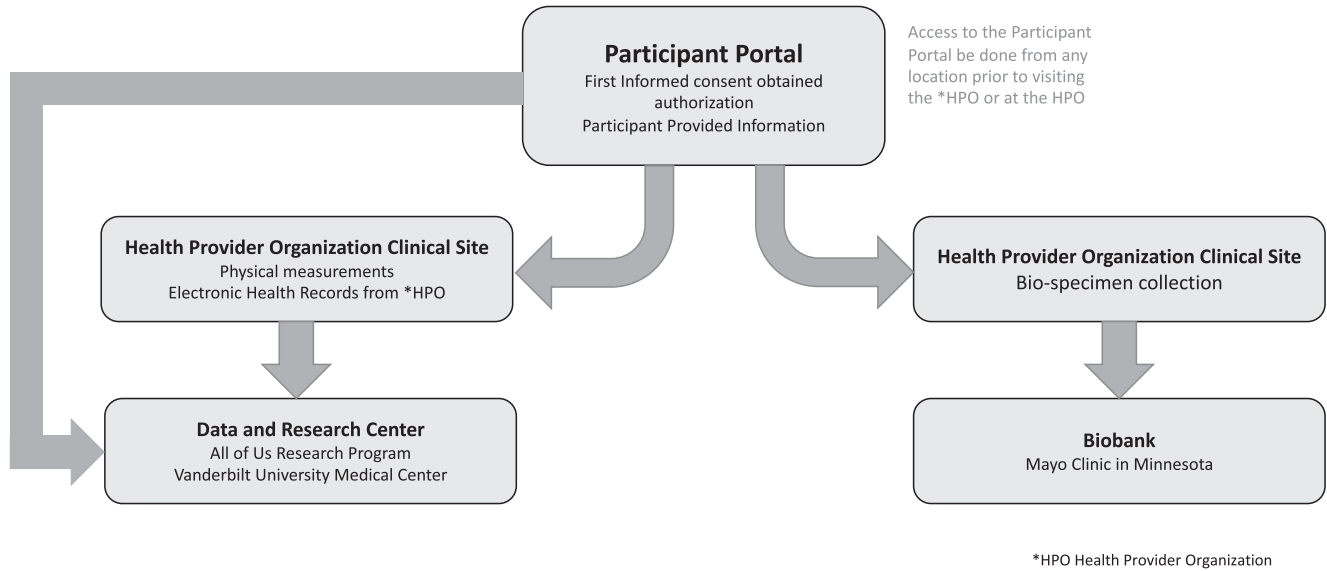 Participant Portal
First Informed consent obtained
authorization
Participant Provided Information
Access to the Participant
Portal be done from any
location prior to visiting
the *HPO or at the HPO
Health Provider Organization Clinical Site
Physical measurements
Electronic Health Records from *HPO
Health Provider Organization Clinical Site
Bio-specimen collection
Data and Research Center
All of Us Research Program
Vanderbilt University Medical Center
Biobank
Mayo Clinic in Minnesota
*HPO Health Provider Organization